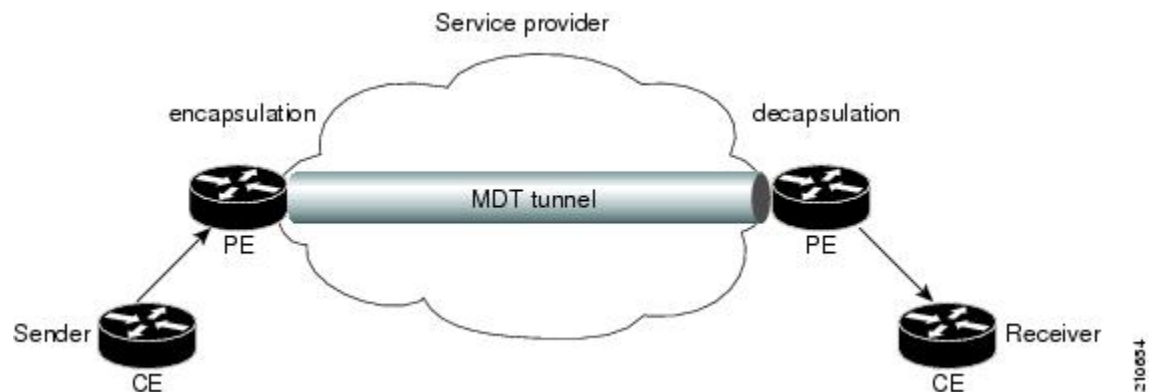 Service provider
encapsulation
decapsulation
MDT tunnel
PE
PE
Sender
Receiver
CE
CE
210654